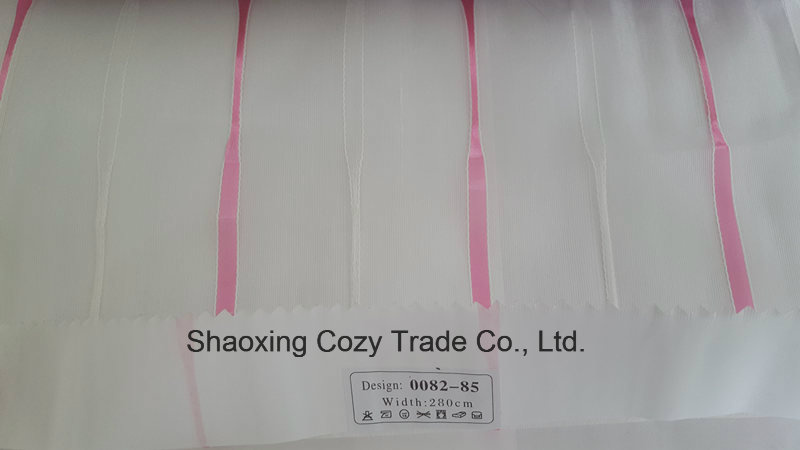 Shaoxing Cozy Trade Co., Ltd.
Design: 0082-85
Width:280cm